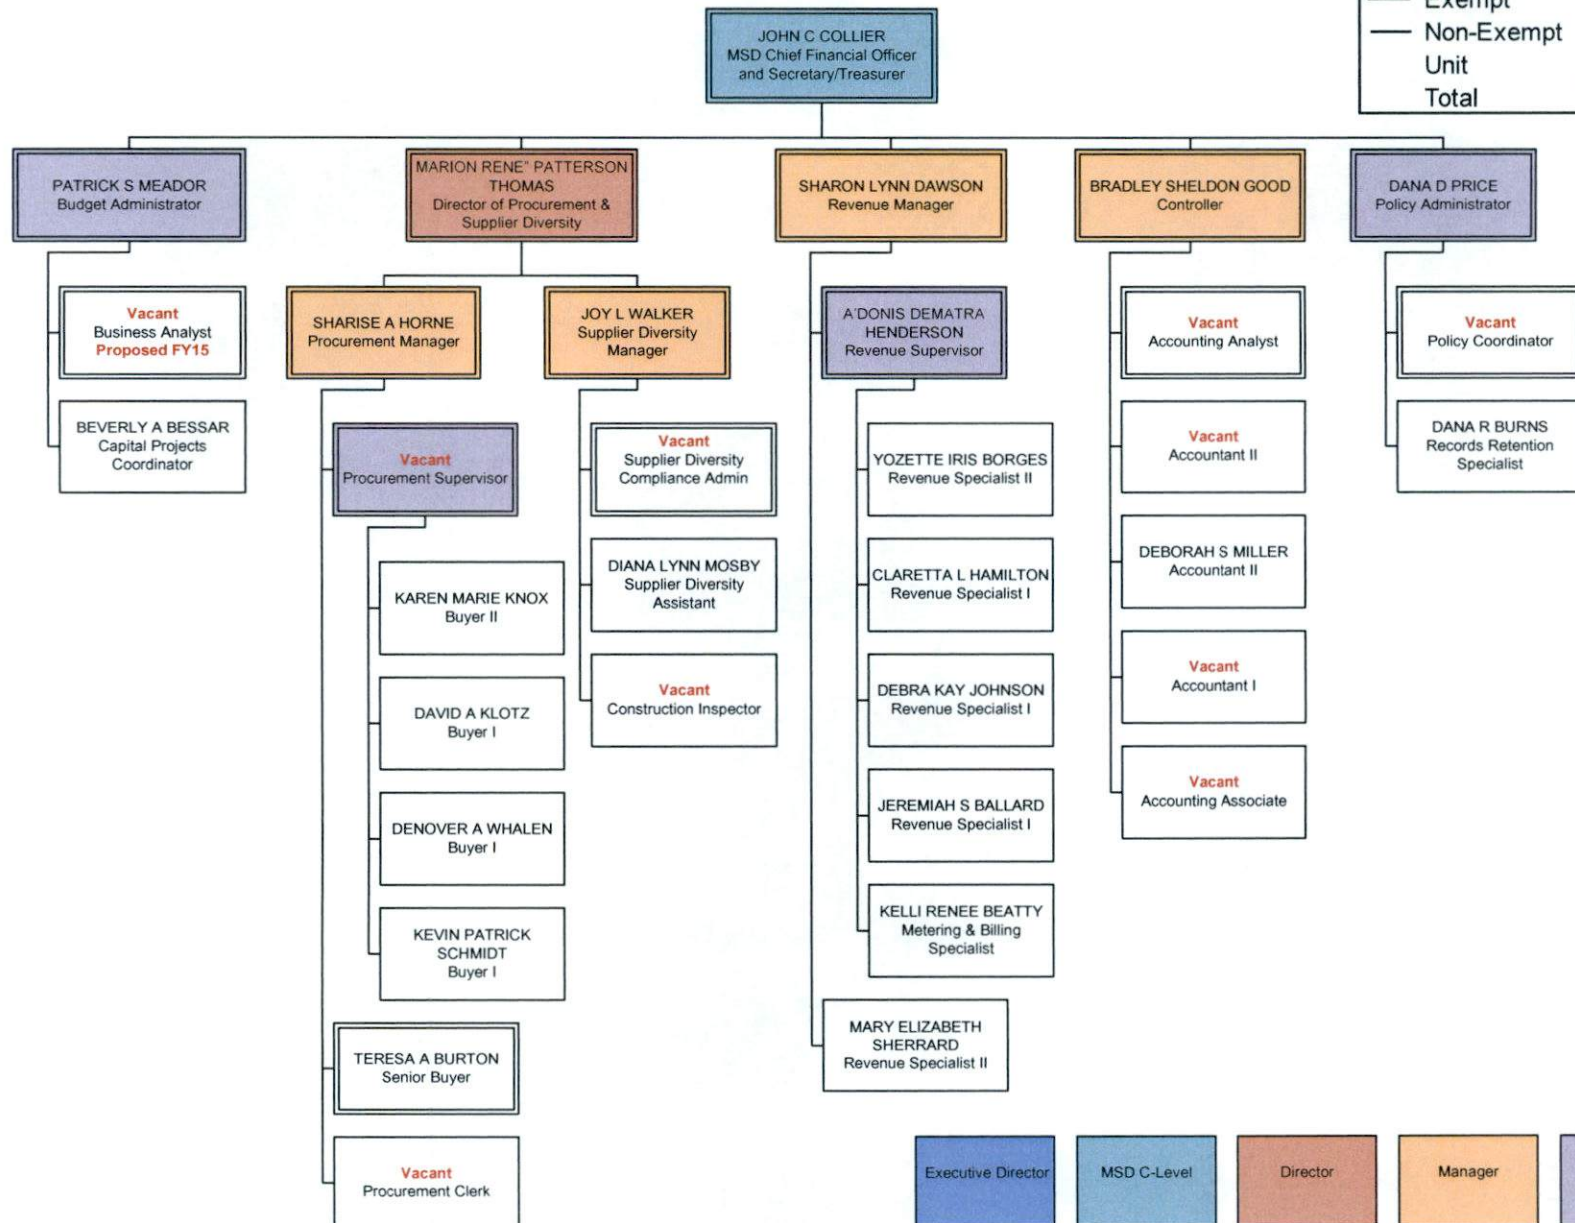 Exempt
Non-Exempt
Unit
Total
JOHN C COLLIER
MSD Chief Financial Officer
and Secretary/Treasurer
PATRICK S MEADOR
Budget Administrator
MARION RENE" PATTERSON
THOMAS
Director of Procurement &
Supplier Diversity
SHARON LYNN DAWSON
Revenue Manager
BRADLEY SHELDON GOOD
Controller
DANA D PRICE
Policy Administrator
Vacant
Business Analyst
Proposed FY15
BEVERLY A BESSAR
Capital Projects
Coordinator
SHARISE A HORNE
Procurement Manager
Vacant
Procurement Supervisor
KAREN MARIE KNOX
Buyer II
DAVID A KLOTZ
Buyer I
DENOVER A WHALEN
Buyer I
KEVIN PATRICK
SCHMIDT
Buyer I
TERESA A BURTON
Senior Buyer
Vacant
Procurement Clerk
JOY L WALKER
Supplier Diversity
Manager
Vacant
Supplier Diversity
Compliance Admin
DIANA LYNN MOSBY
Supplier Diversity
Assistant
Vacant
Construction Inspector
A'DONIS DEMATRA
HENDERSON
Revenue Supervisor
YOZETTE IRIS BORGES
Revenue Specialist II
CLARETTA L HAMILTON
Revenue Specialist I
DEBRA KAY JOHNSON
Revenue Specialist I
JEREMIAH S BALLARD
Revenue Specialist I
KELLI RENEE BEATTY
Metering & Billing
Specialist
MARY ELIZABETH
SHERRARD
Revenue Specialist II
Vacant
Accounting Analyst
Vacant
Accountant II
DEBORAH S MILLER
Accountant II
Vacant
Accountant I
Vacant
Accounting Associate
Vacant
Policy Coordinator
DANA R BURNS
Records Retention
Specialist
Executive Director
MSD C-Level
Director
Manager